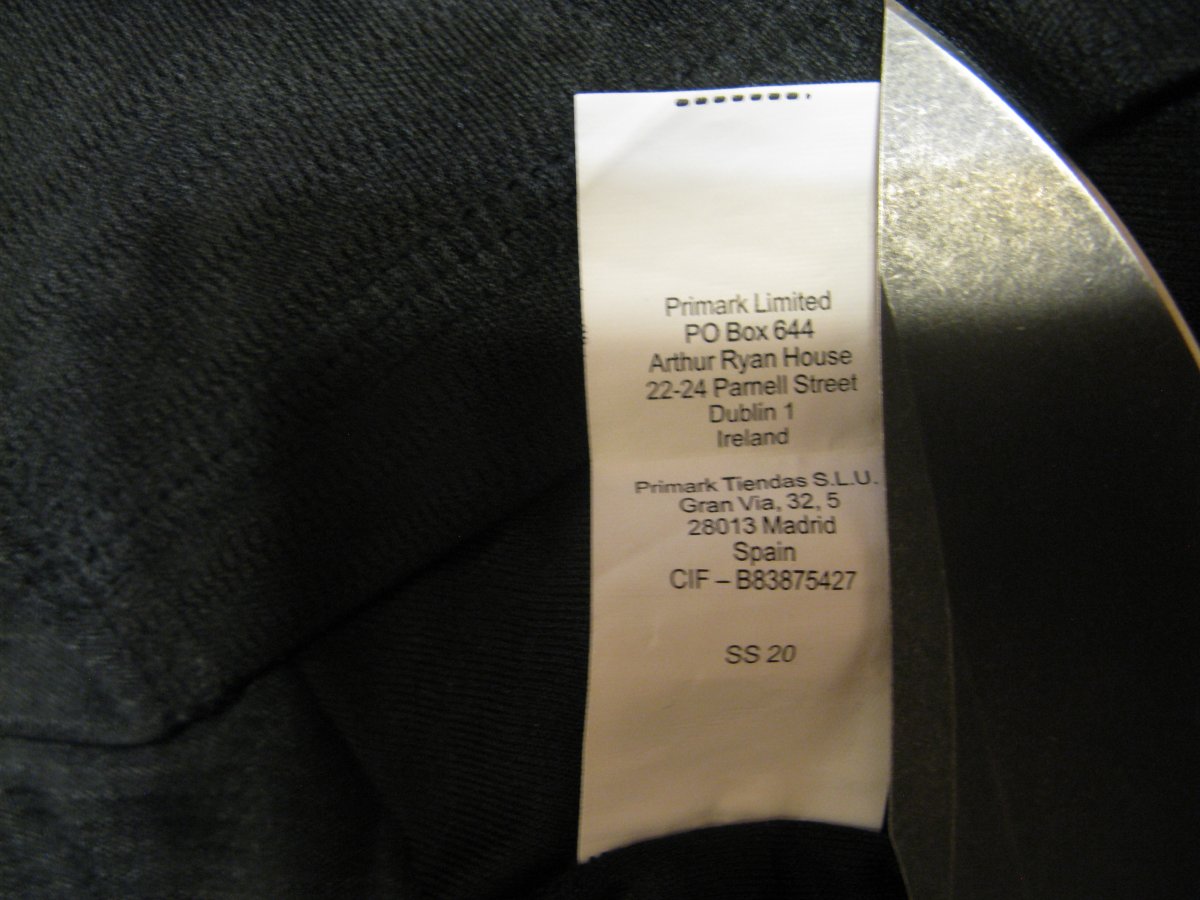 Primark Limited
PO Box 644
Arthur Ryan House
22-24 Parnell Street
Dublin 1
Ireland
Primark Tiendas S.L.U.
Gran Via, 32, 5
28013 Madrid
Spain
CIF – B83875427
SS 20